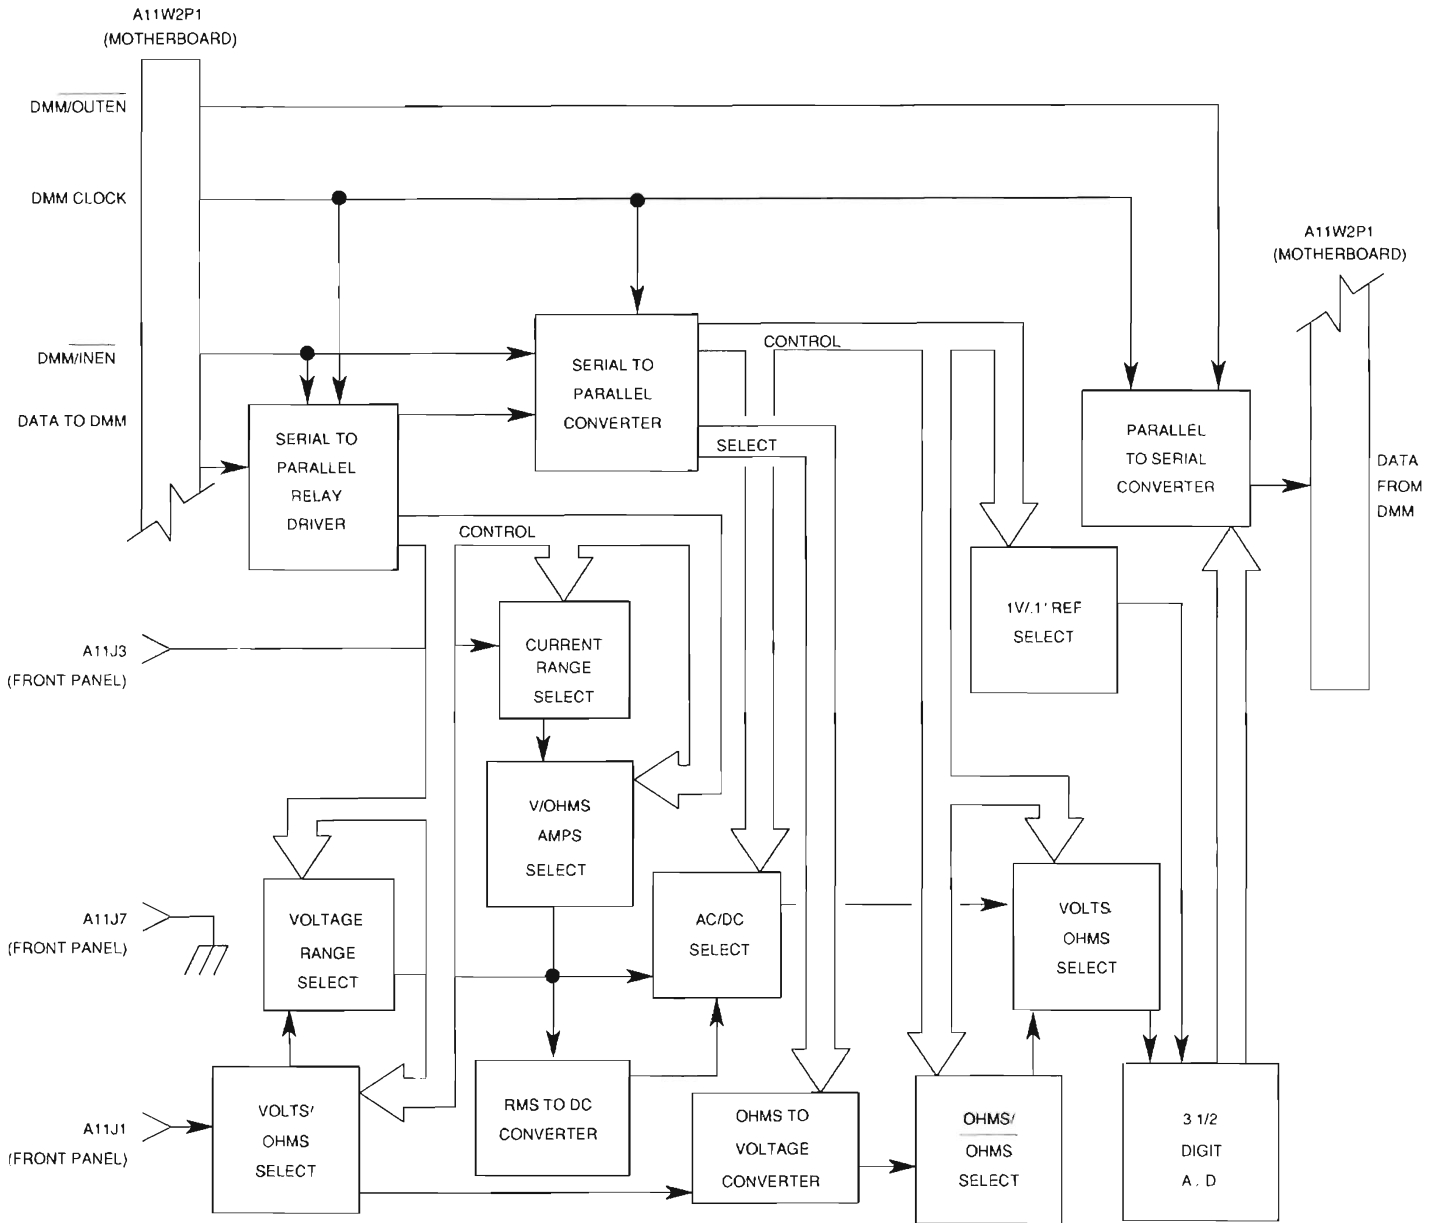 A11W2P1
(MOTHERBOARD)
DMM/OUTEN
DMM CLOCK
A11W2P1
(MOTHERBOARD)
DMM/INEN
DATA TO DMM
SERIAL TO
PARALLEL
RELAY
DRIVER
SERIAL TO
PARALLEL
CONVERTER
CONTROL
SELECT
PARALLEL
TO SERIAL
CONVERTER
DATA
FROM
DMM
CONTROL
A11J3
(FRONT PANEL)
CURRENT
RANGE
SELECT
1V/.1' REF
SELECT
V/OHMS
AMPS
SELECT
A11J7
(FRONT PANEL)
VOLTAGE
RANGE
SELECT
AC/DC
SELECT
VOLTS
OHMS
SELECT
A11J1
(FRONT PANEL)
VOLTS/
OHMS
SELECT
RMS TO DC
CONVERTER
OHMS TO
VOLTAGE
CONVERTER
OHMS/
OHMS
SELECT
3 1/2
DIGIT
A . D